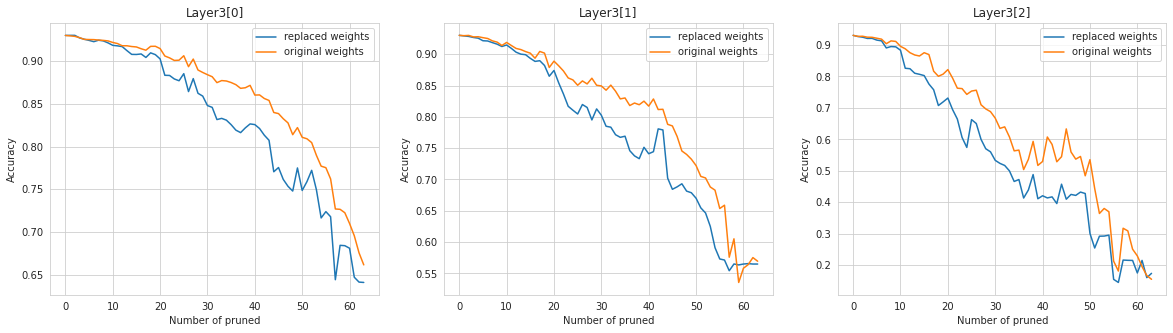 Layer3[0]
replaced weights
original weights
0.90
0.85
0.80
0.75
0.70
0.65
Accuracy
0 10 20 30 40 50 60
Number of pruned
Layer3[1]
replaced weights
original weights
0.90
0.85
0.80
0.75
0.70
0.65
0.60
0.55
Accuracy
0 10 20 30 40 50 60
Number of pruned
Layer3[2]
replaced weights
original weights
0.9
0.8
0.7
0.6
0.5
0.4
0.3
0.2
Accuracy
0 10 20 30 40 50 60
Number of pruned